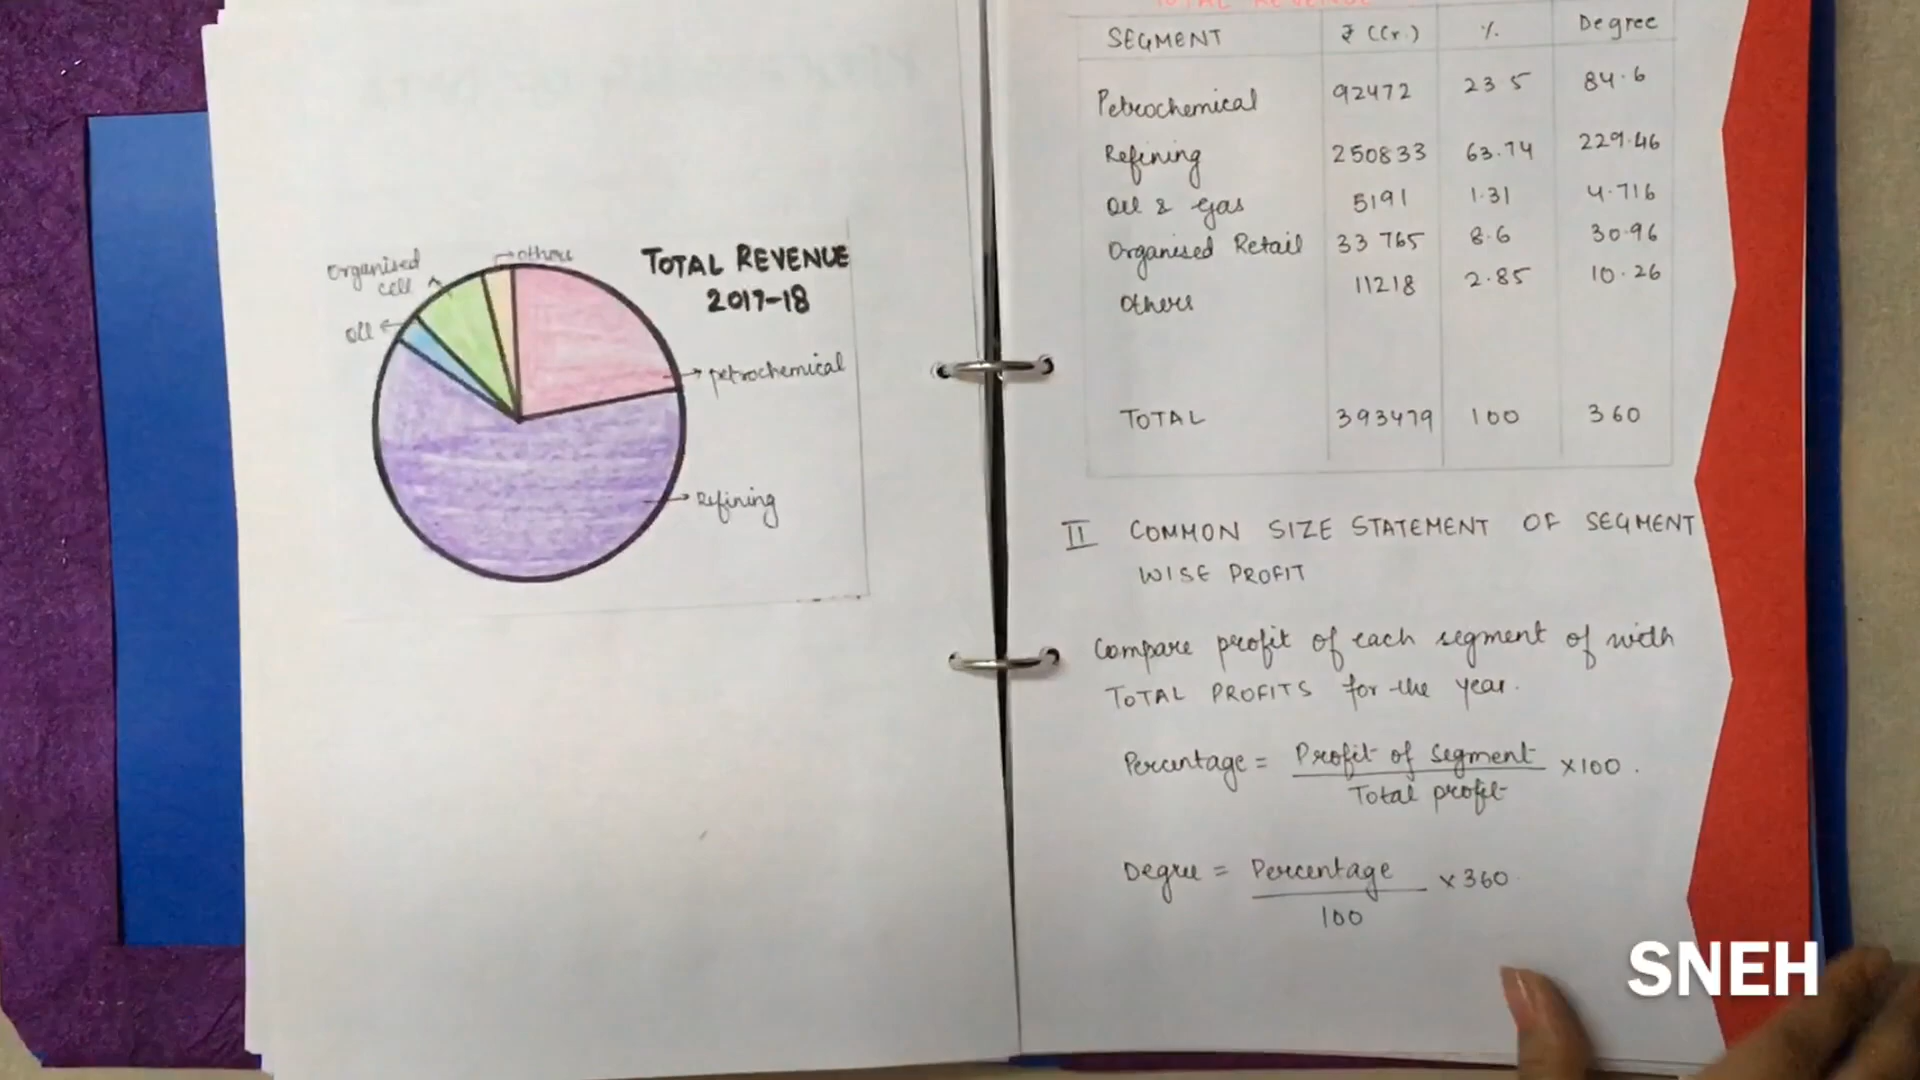 TOTAL REVENUE
2017-18
others
Organised
cell
Oil
petrochemical
Refining
TOTAL REVENUE
SEGMENT ₹ (Cr.) % Degree
Petrochemical 92472 23.5 84.6
Refining 250833 63.74 229.46
Oil & Gas 5191 1.31 4.716
Organised Retail 33765 8.6 30.96
Others 11218 2.85 10.26
TOTAL 393479 100 360
II COMMON SIZE STATEMENT OF SEGMENT
WISE PROFIT
Compare profit of each segment of with
TOTAL PROFITS for the year.
Percentage = Profit of segment ×100.
Total profit
Degree = Percentage ×360
100
SNEH